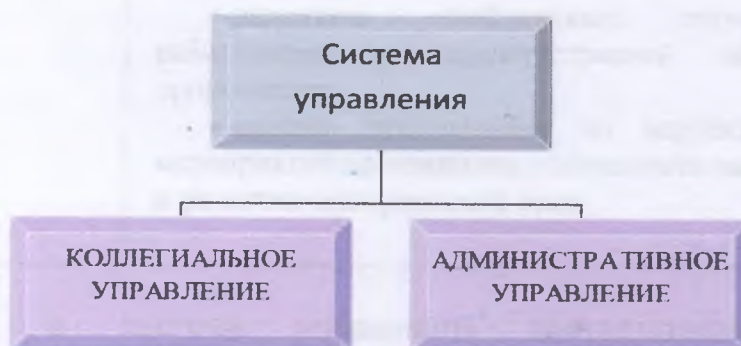 Система
управления
КОЛЛЕГИАЛЬНОЕ
УПРАВЛЕНИЕ
АДМИНИСТРАТИВНОЕ
УПРАВЛЕНИЕ